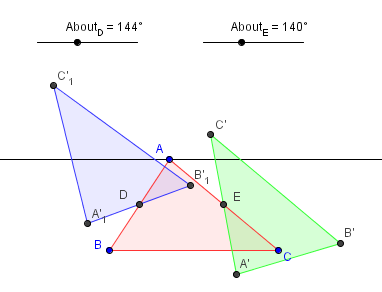 About_D = 144°
About_E = 140°
C'_1
C'
A
B'_1
D
E
A'_1
B'
B
C
A'